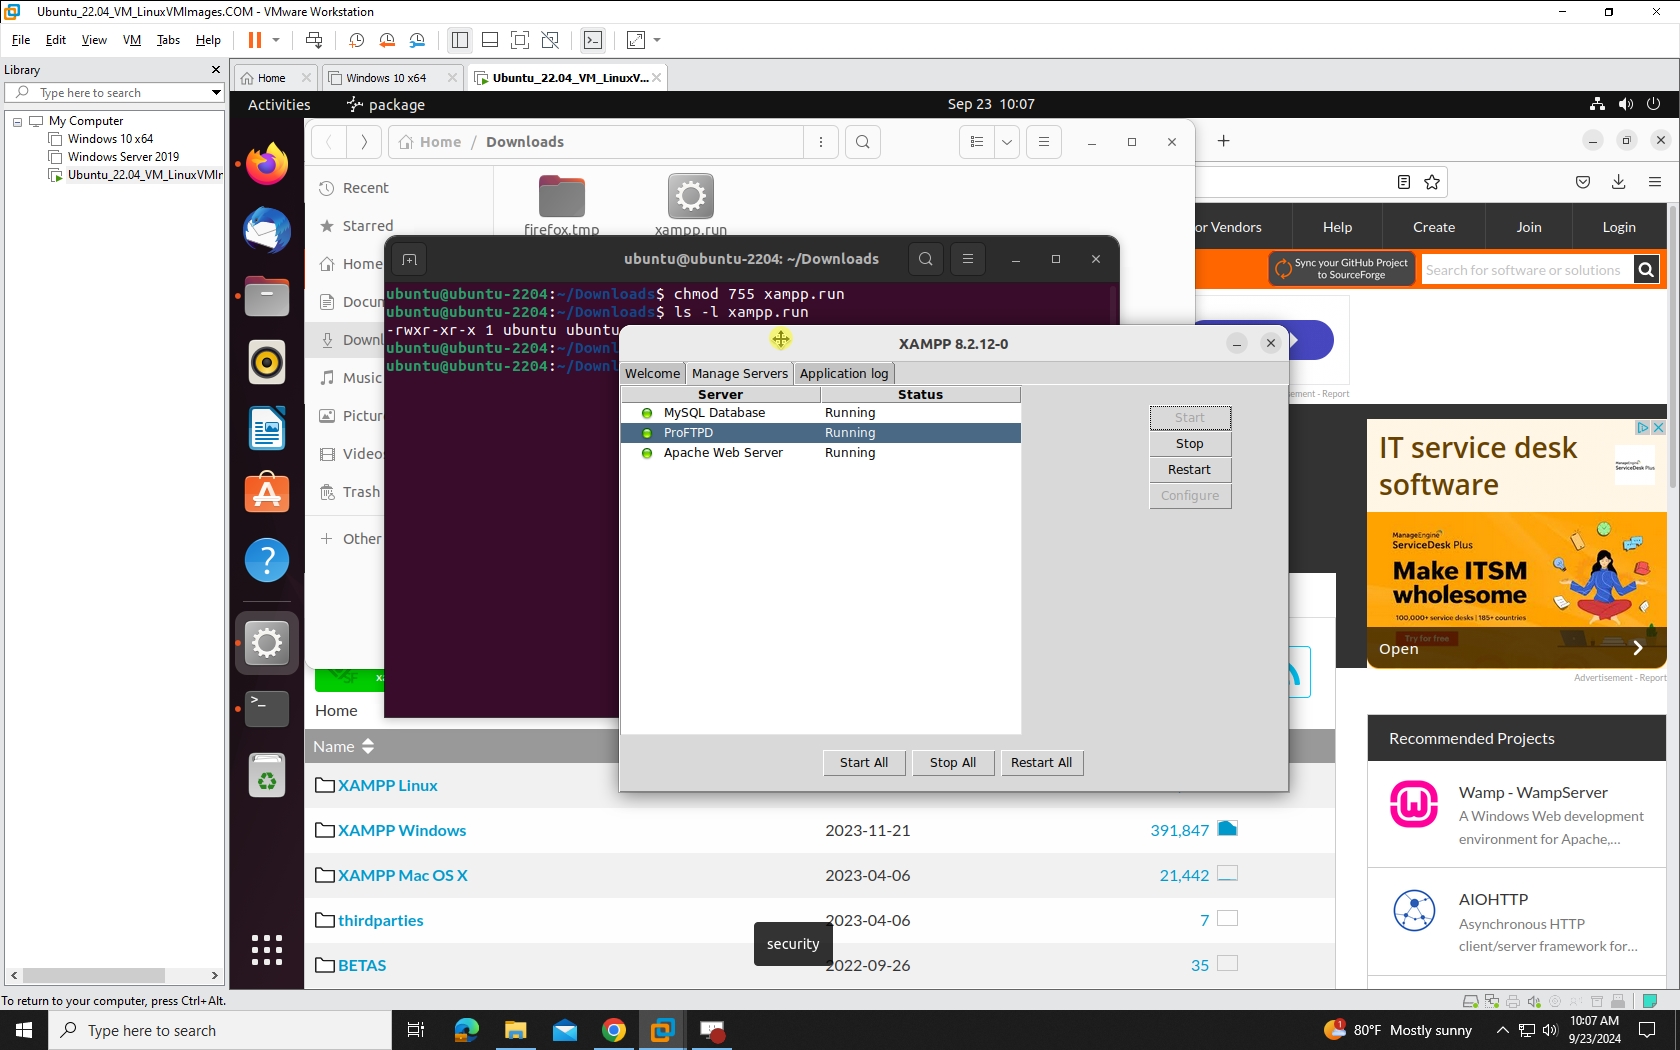 Ubuntu_22.04_VM_LinuxVMImages.COM - VMware Workstation
File Edit View VM Tabs Help
Library
Type here to search
My Computer
Windows 10 x64
Windows Server 2019
Ubuntu_22.04_VM_LinuxVMIr
Home
Windows 10 x64
Ubuntu_22.04_VM_LinuxV...
Activities
package
Sep 23 10:07
Home / Downloads
Recent
Starred
Home
Docun
Downl
Music
Pictur
Video
Trash
Other
firefox.tmp
xampp.run
ubuntu@ubuntu-2204: ~/Downloads
ubuntu@ubuntu-2204:~/Downloads$ chmod 755 xampp.run
ubuntu@ubuntu-2204:~/Downloads$ ls -l xampp.run
-rwxr-xr-x 1 ubuntu ubuntu
ubuntu@ubuntu-2204:~/Downl
ubuntu@ubuntu-2204:~/Downl
XAMPP 8.2.12-0
Welcome
Manage Servers
Application log
Server Status
MySQL Database Running
ProFTPD Running
Apache Web Server Running
Start
Stop
Restart
Configure
Start All
Stop All
Restart All
or Vendors
Help
Create
Join
Login
Sync your GitHub Project
to SourceForge
Search for software or solutions
ement - Report
IT service desk
software
ManageEngine
ServiceDesk Plus
ManageEngine
ServiceDesk Plus
Make ITSM
wholesome
100,000+ service desks | 185+ countries
Try for free
Open
Advertisement - Report
Home
Name
XAMPP Linux
XAMPP Windows 2023-11-21 391,847
XAMPP Mac OS X 2023-04-06 21,442
thirdparties 2023-04-06 7
BETAS 2022-09-26 35
security
Recommended Projects
Wamp - WampServer
A Windows Web development
environment for Apache,...
AIOHTTP
Asynchronous HTTP
client/server framework for...
To return to your computer, press Ctrl+Alt.
Type here to search
80°F Mostly sunny
10:07 AM
9/23/2024